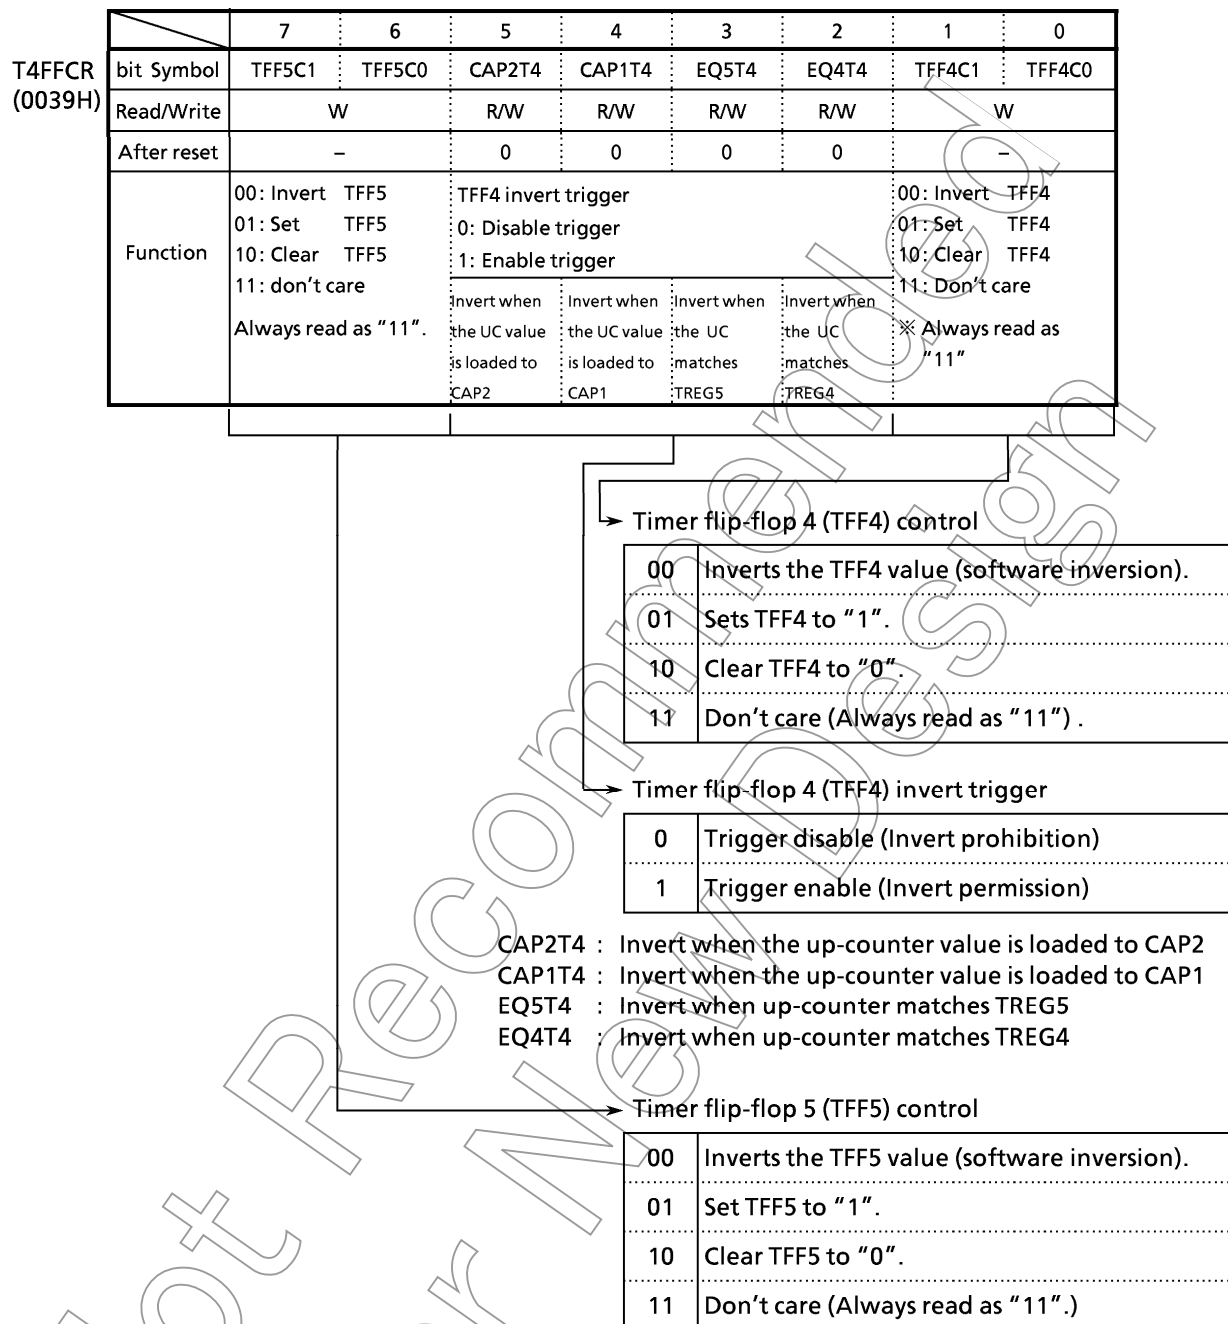 7 6 5 4 3 2 1 0
T4FFCR
(0039H)
bit Symbol TFF5C1 TFF5C0 CAP2T4 CAP1T4 EQ5T4 EQ4T4 TFF4C1 TFF4C0
Read/Write W R/W R/W R/W R/W W
After reset – 0 0 0 0 –
Function
00: Invert TFF5
01: Set TFF5
10: Clear TFF5
11: don't care
Always read as "11".
TFF4 invert trigger
0: Disable trigger
1: Enable trigger
Invert when
the UC value
is loaded to
CAP2
Invert when
the UC value
is loaded to
CAP1
Invert when
the UC
matches
TREG5
Invert when
the UC
matches
TREG4
00: Invert TFF4
01: Set TFF4
10: Clear TFF4
11: Don't care
※ Always read as
"11"
Timer flip-flop 4 (TFF4) control
00 Inverts the TFF4 value (software inversion).
01 Sets TFF4 to "1".
10 Clear TFF4 to "0".
11 Don't care (Always read as "11") .
Timer flip-flop 4 (TFF4) invert trigger
0 Trigger disable (Invert prohibition)
1 Trigger enable (Invert permission)
CAP2T4 : Invert when the up-counter value is loaded to CAP2
CAP1T4 : Invert when the up-counter value is loaded to CAP1
EQ5T4 : Invert when up-counter matches TREG5
EQ4T4 : Invert when up-counter matches TREG4
Timer flip-flop 5 (TFF5) control
00 Inverts the TFF5 value (software inversion).
01 Set TFF5 to "1".
10 Clear TFF5 to "0".
11 Don't care (Always read as "11".)
Not Recommended
for New Design